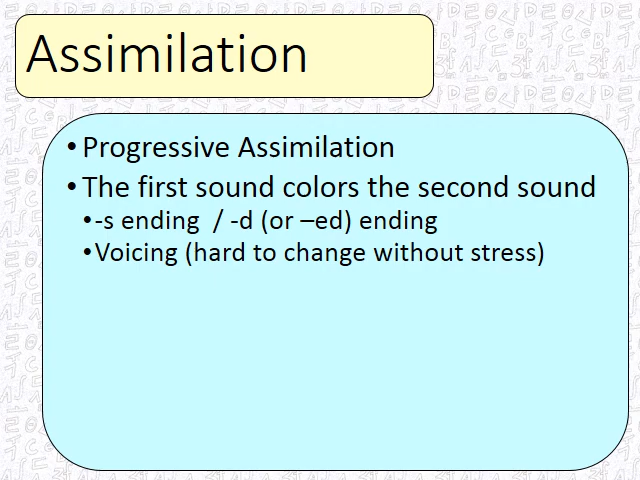 Assimilation
• Progressive Assimilation
• The first sound colors the second sound
•-s ending / -d (or –ed) ending
•Voicing (hard to change without stress)